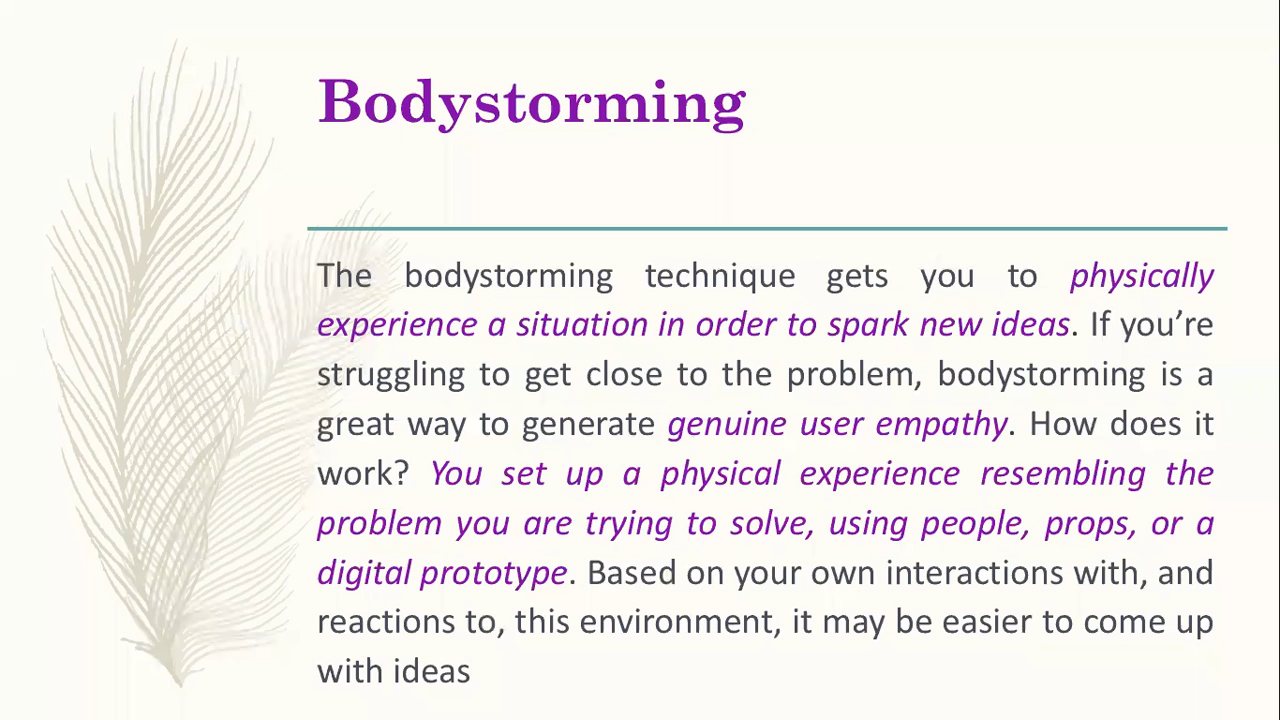 Bodystorming
The bodystorming technique gets you to physically
experience a situation in order to spark new ideas. If you’re
struggling to get close to the problem, bodystorming is a
great way to generate genuine user empathy. How does it
work? You set up a physical experience resembling the
problem you are trying to solve, using people, props, or a
digital prototype. Based on your own interactions with, and
reactions to, this environment, it may be easier to come up
with ideas